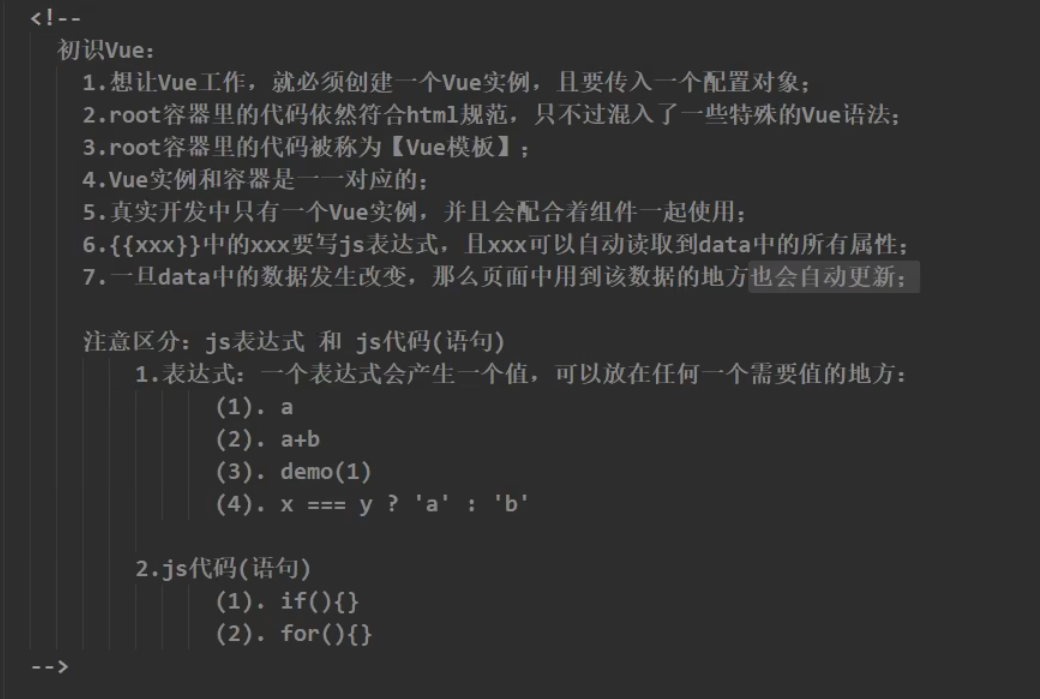 <!--
初识Vue:
1.想让Vue工作，就必须创建一个Vue实例，且要传入一个配置对象；
2.root容器里的代码依然符合html规范，只不过混入了一些特殊的Vue语法；
3.root容器里的代码被称为【Vue模板】；
4.Vue实例和容器是一一对应的；
5.真实开发中只有一个Vue实例，并且会配合着组件一起使用；
6.{{xxx}}中的xxx要写js表达式，且xxx可以自动读取到data中的所有属性；
7.一旦data中的数据发生改变，那么页面中用到该数据的地方也会自动更新；
注意区分：js表达式 和 js代码(语句)
1.表达式：一个表达式会产生一个值，可以放在任何一个需要值的地方：
(1). a
(2). a+b
(3). demo(1)
(4). x === y ? 'a' : 'b'
2.js代码(语句)
(1). if(){}
(2). for(){}
-->